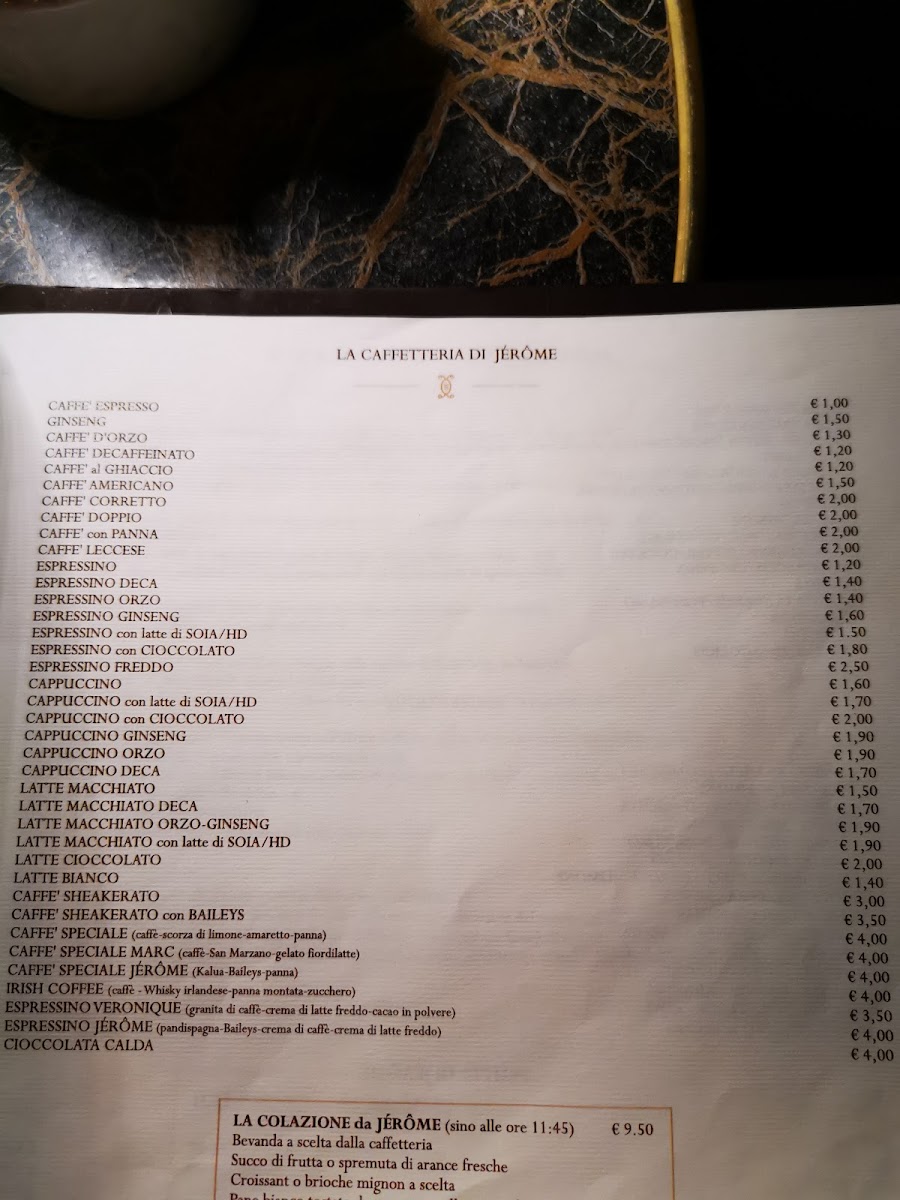 LA CAFFETTERIA DI JÉRÔME
CAFFE' ESPRESSO € 1,00
GINSENG € 1,50
CAFFE' D'ORZO € 1,30
CAFFE' DECAFFEINATO € 1,20
CAFFE' al GHIACCIO € 1,20
CAFFE' AMERICANO € 1,50
CAFFE' CORRETTO € 2,00
CAFFE' DOPPIO € 2,00
CAFFE' con PANNA € 2,00
CAFFE' LECCESE € 2,00
ESPRESSINO € 1,20
ESPRESSINO DECA € 1,40
ESPRESSINO ORZO € 1,40
ESPRESSINO GINSENG € 1,60
ESPRESSINO con latte di SOIA/HD € 1.50
ESPRESSINO con CIOCCOLATO € 1,80
ESPRESSINO FREDDO € 2,50
CAPPUCCINO € 1,60
CAPPUCCINO con latte di SOIA/HD € 1,70
CAPPUCCINO con CIOCCOLATO € 2,00
CAPPUCCINO GINSENG € 1,90
CAPPUCCINO ORZO € 1,90
CAPPUCCINO DECA € 1,70
LATTE MACCHIATO € 1,50
LATTE MACCHIATO DECA € 1,70
LATTE MACCHIATO ORZO-GINSENG € 1,90
LATTE MACCHIATO con latte di SOIA/HD € 1,90
LATTE CIOCCOLATO € 2,00
LATTE BIANCO € 1,40
CAFFE' SHEAKERATO € 3,00
CAFFE' SHEAKERATO con BAILEYS € 3,50
CAFFE' SPECIALE (caffè-scorza di limone-amaretto-panna) € 4,00
CAFFE' SPECIALE MARC (caffè-San Marzano-gelato fiordilatte) € 4,00
CAFFE' SPECIALE JÉRÔME (Kalua-Baileys-panna) € 4,00
IRISH COFFEE (caffè - Whisky irlandese-panna montata-zucchero) € 4,00
ESPRESSINO VERONIQUE (granita di caffè-crema di latte freddo-cacao in polvere) € 3,50
ESPRESSINO JÉRÔME (pandispagna-Baileys-crema di caffè-crema di latte freddo) € 4,00
CIOCCOLATA CALDA € 4,00
LA COLAZIONE da JÉRÔME (sino alle ore 11:45) € 9.50
Bevanda a scelta dalla caffetteria
Succo di frutta o spremuta di arance fresche
Croissant o brioche mignon a scelta